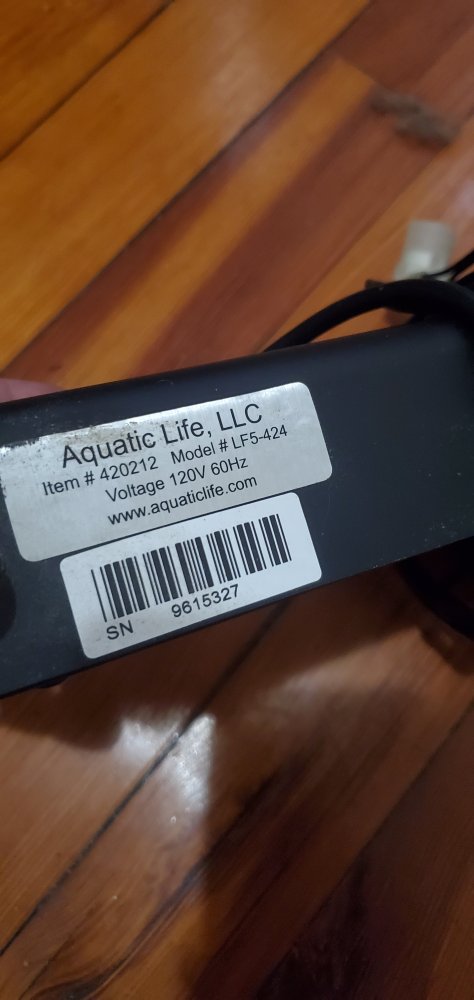 Aquatic Life, LLC
Item # 420212 Model # LF5-424
Voltage 120V 60Hz
www.aquaticlife.com
SN 9615327